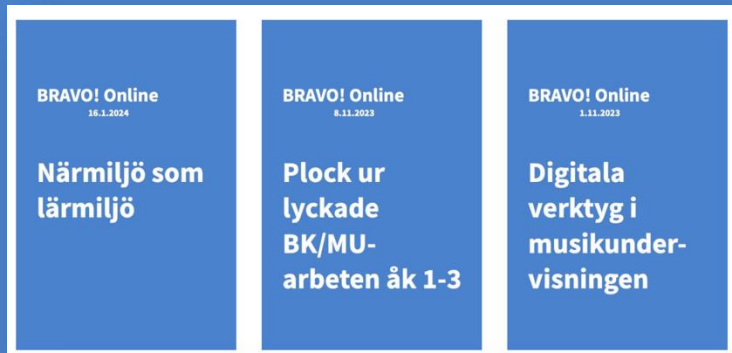 BRAVO! Online
16.1.2024
Närmiljö som
lärmiljö
BRAVO! Online
8.11.2023
Plock ur
lyckade
BK/MU-
arbeten åk 1-3
BRAVO! Online
1.11.2023
Digitala
verktyg i
musikunder-
visningen